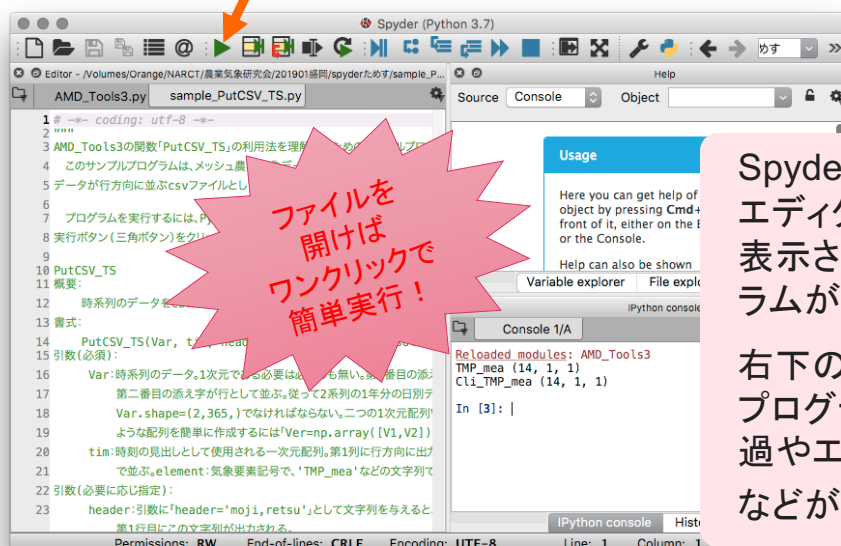 Spyder (Python 3.7)
めす
Editor - /Volumes/Orange/NARCT/農業気象研究会/201901盛岡/spyderためす/sample_P...
Help
AMD_Tools3.py sample_PutCSV_TS.py
Source Console Object
1 # -*- coding: utf-8 -*-
2 """
3 AMD_Tools3の関数「PutCSV_TS」の利用法を理解
4 このサンプルプログラムは、メッシュ農
5 データが行方向に並ぶcsvファイルとし
6
7 プログラムを実行するには、
8 実行ボタン(三角ボタン)を
9
10 PutCSV_TS
11 概要:
12 時系列のデータを
13 書式:
14 PutCSV_TS(Var,
15 引数(必須):
16 Var:時系列のデータ。1次元で
17 第二番目の添え字が行として並ぶ。従って2系列の1年分の日別デ
18 Var.shape=(2,365,)でなければならない。二つの1次元配列
19 ような配列を簡単に作成するには「Ver=np.array([V1,V2])
20 tim:時刻の見出しとして使用される一次元配列。第1列に行方向に出力
21 で並ぶ。element:気象要素記号で、'TMP_mea'などの文字列で
22 引数(必要に応じ指定):
23 header:引数に「header='moji,retsu'」として文字列を与えると、
第1行目にこの文字列が出力される。
ファイルを
開けば
ワンクリックで
簡単実行!
Usage
Here you can get help of
object by pressing Cmd+
front of it, either on the E
or the Console.
Help can also be shown
Variable explorer File explo
IPython console
Console 1/A
Reloaded modules: AMD_Tools3
TMP_mea (14, 1, 1)
Cli_TMP_mea (14, 1, 1)
In [3]:
IPython console Histo
Permissions: RW End-of-lines: CRLF Encoding: UTF-8 Line: 1 Column: 1
Spyde
エディタ
表示さ
ラムが
右下の
プログラ
過やエ
などが